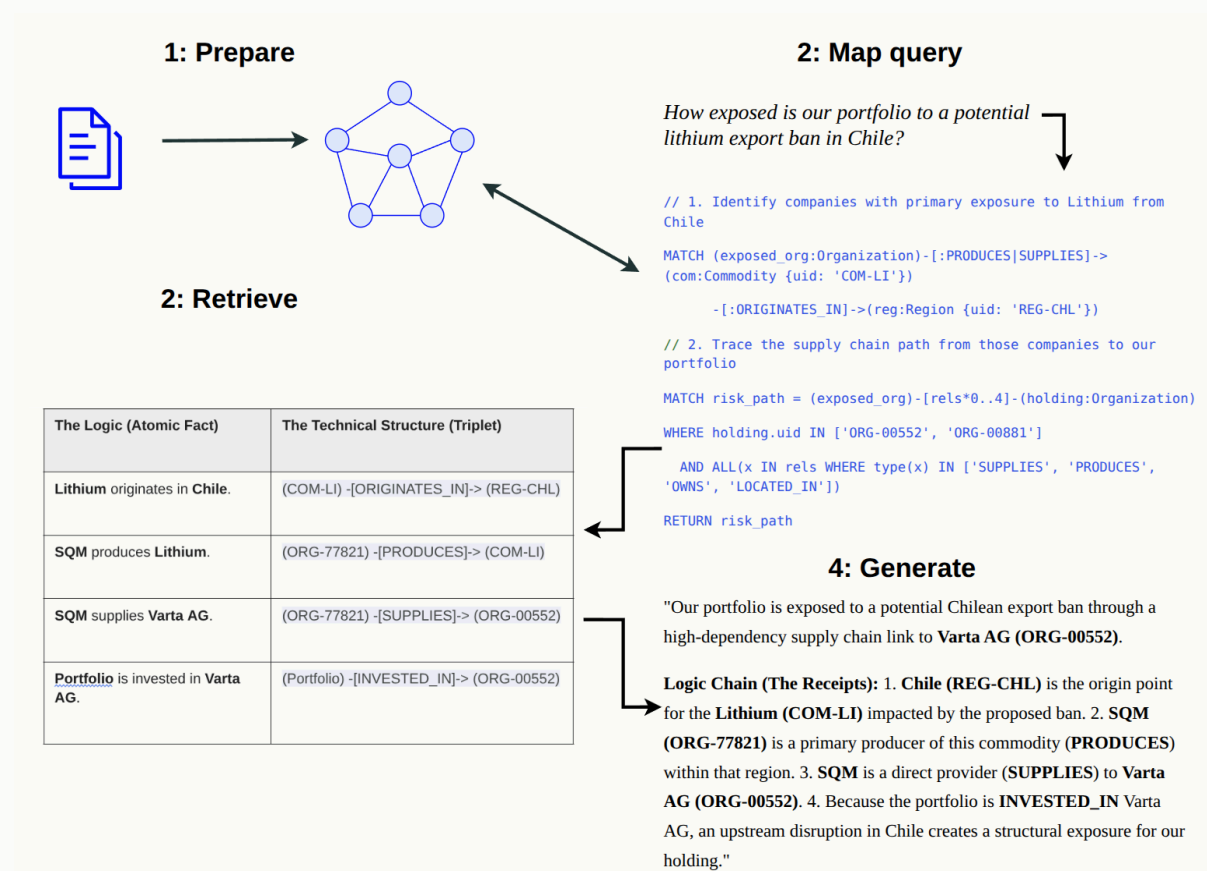 1: Prepare
2: Map query
How exposed is our portfolio to a potential
lithium export ban in Chile?
// 1. Identify companies with primary exposure to Lithium from
Chile
MATCH (exposed_org:Organization)-[:PRODUCES|SUPPLIES]->
(com:Commodity {uid: 'COM-LI'})
-[:ORIGINATES_IN]->(reg:Region {uid: 'REG-CHL'})
// 2. Trace the supply chain path from those companies to our
portfolio
MATCH risk_path = (exposed_org)-[rels*0..4]-(holding:Organization)
WHERE holding.uid IN ['ORG-00552', 'ORG-00881']
AND ALL(x IN rels WHERE type(x) IN ['SUPPLIES', 'PRODUCES',
'OWNS', 'LOCATED_IN'])
RETURN risk_path
2: Retrieve
The Logic (Atomic Fact)
The Technical Structure (Triplet)
Lithium originates in Chile.
(COM-LI) -[ORIGINATES_IN]-> (REG-CHL)
SQM produces Lithium.
(ORG-77821) -[PRODUCES]-> (COM-LI)
SQM supplies Varta AG.
(ORG-77821) -[SUPPLIES]-> (ORG-00552)
Portfolio is invested in Varta
AG.
(Portfolio) -[INVESTED_IN]-> (ORG-00552)
4: Generate
"Our portfolio is exposed to a potential Chilean export ban through a
high-dependency supply chain link to Varta AG (ORG-00552).
Logic Chain (The Receipts): 1. Chile (REG-CHL) is the origin point
for the Lithium (COM-LI) impacted by the proposed ban. 2. SQM
(ORG-77821) is a primary producer of this commodity (PRODUCES)
within that region. 3. SQM is a direct provider (SUPPLIES) to Varta
AG (ORG-00552). 4. Because the portfolio is INVESTED_IN Varta
AG, an upstream disruption in Chile creates a structural exposure for our
holding."